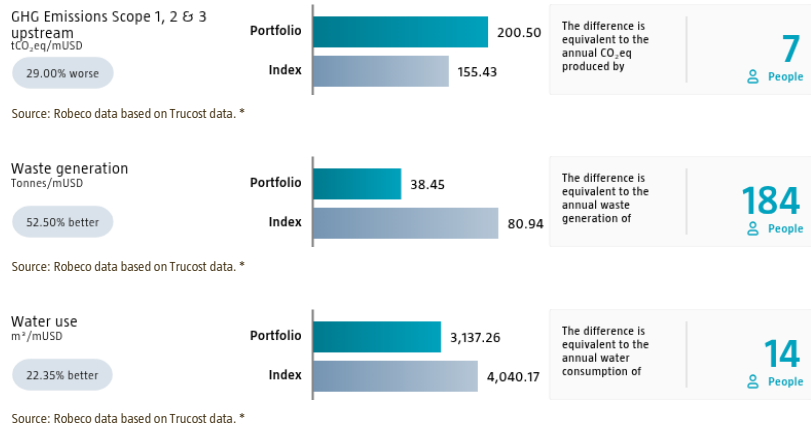 GHG Emissions Scope 1, 2 & 3
upstream
tCO₂eq/mUSD
29.00% worse
Portfolio
200.50
Index
155.43
The difference is
equivalent to the
annual CO₂eq
produced by
7
People
Source: Robeco data based on Trucost data. *
Waste generation
Tonnes/mUSD
52.50% better
Portfolio
38.45
Index
80.94
The difference is
equivalent to the
annual waste
generation of
184
People
Source: Robeco data based on Trucost data. *
Water use
m³/mUSD
22.35% better
Portfolio
3,137.26
Index
4,040.17
The difference is
equivalent to the
annual water
consumption of
14
People
Source: Robeco data based on Trucost data. *